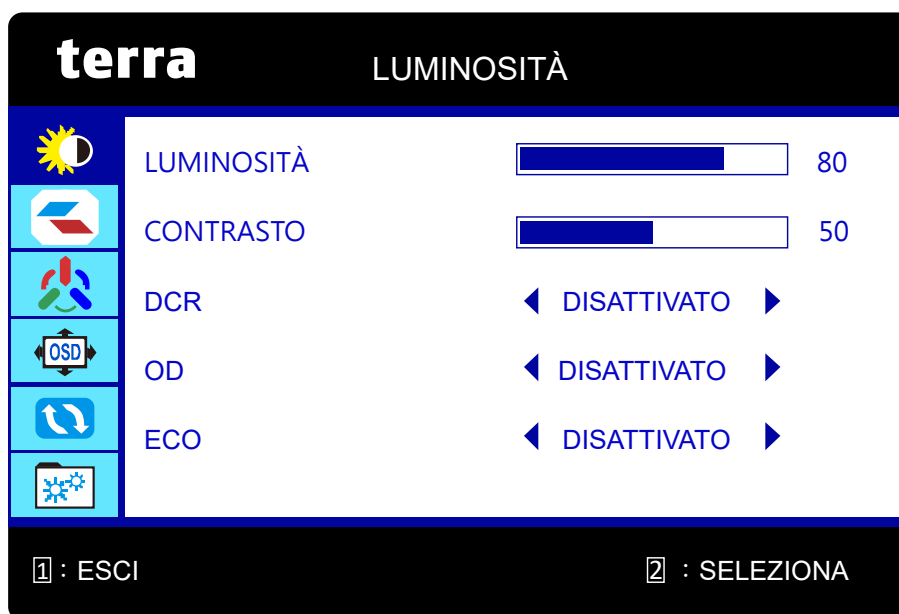 terra LUMINOSITÀ
LUMINOSITÀ 80
CONTRASTO 50
DCR DISATTIVATO
OSD
OD DISATTIVATO
ECO DISATTIVATO
1 : ESCI 2 : SELEZIONA